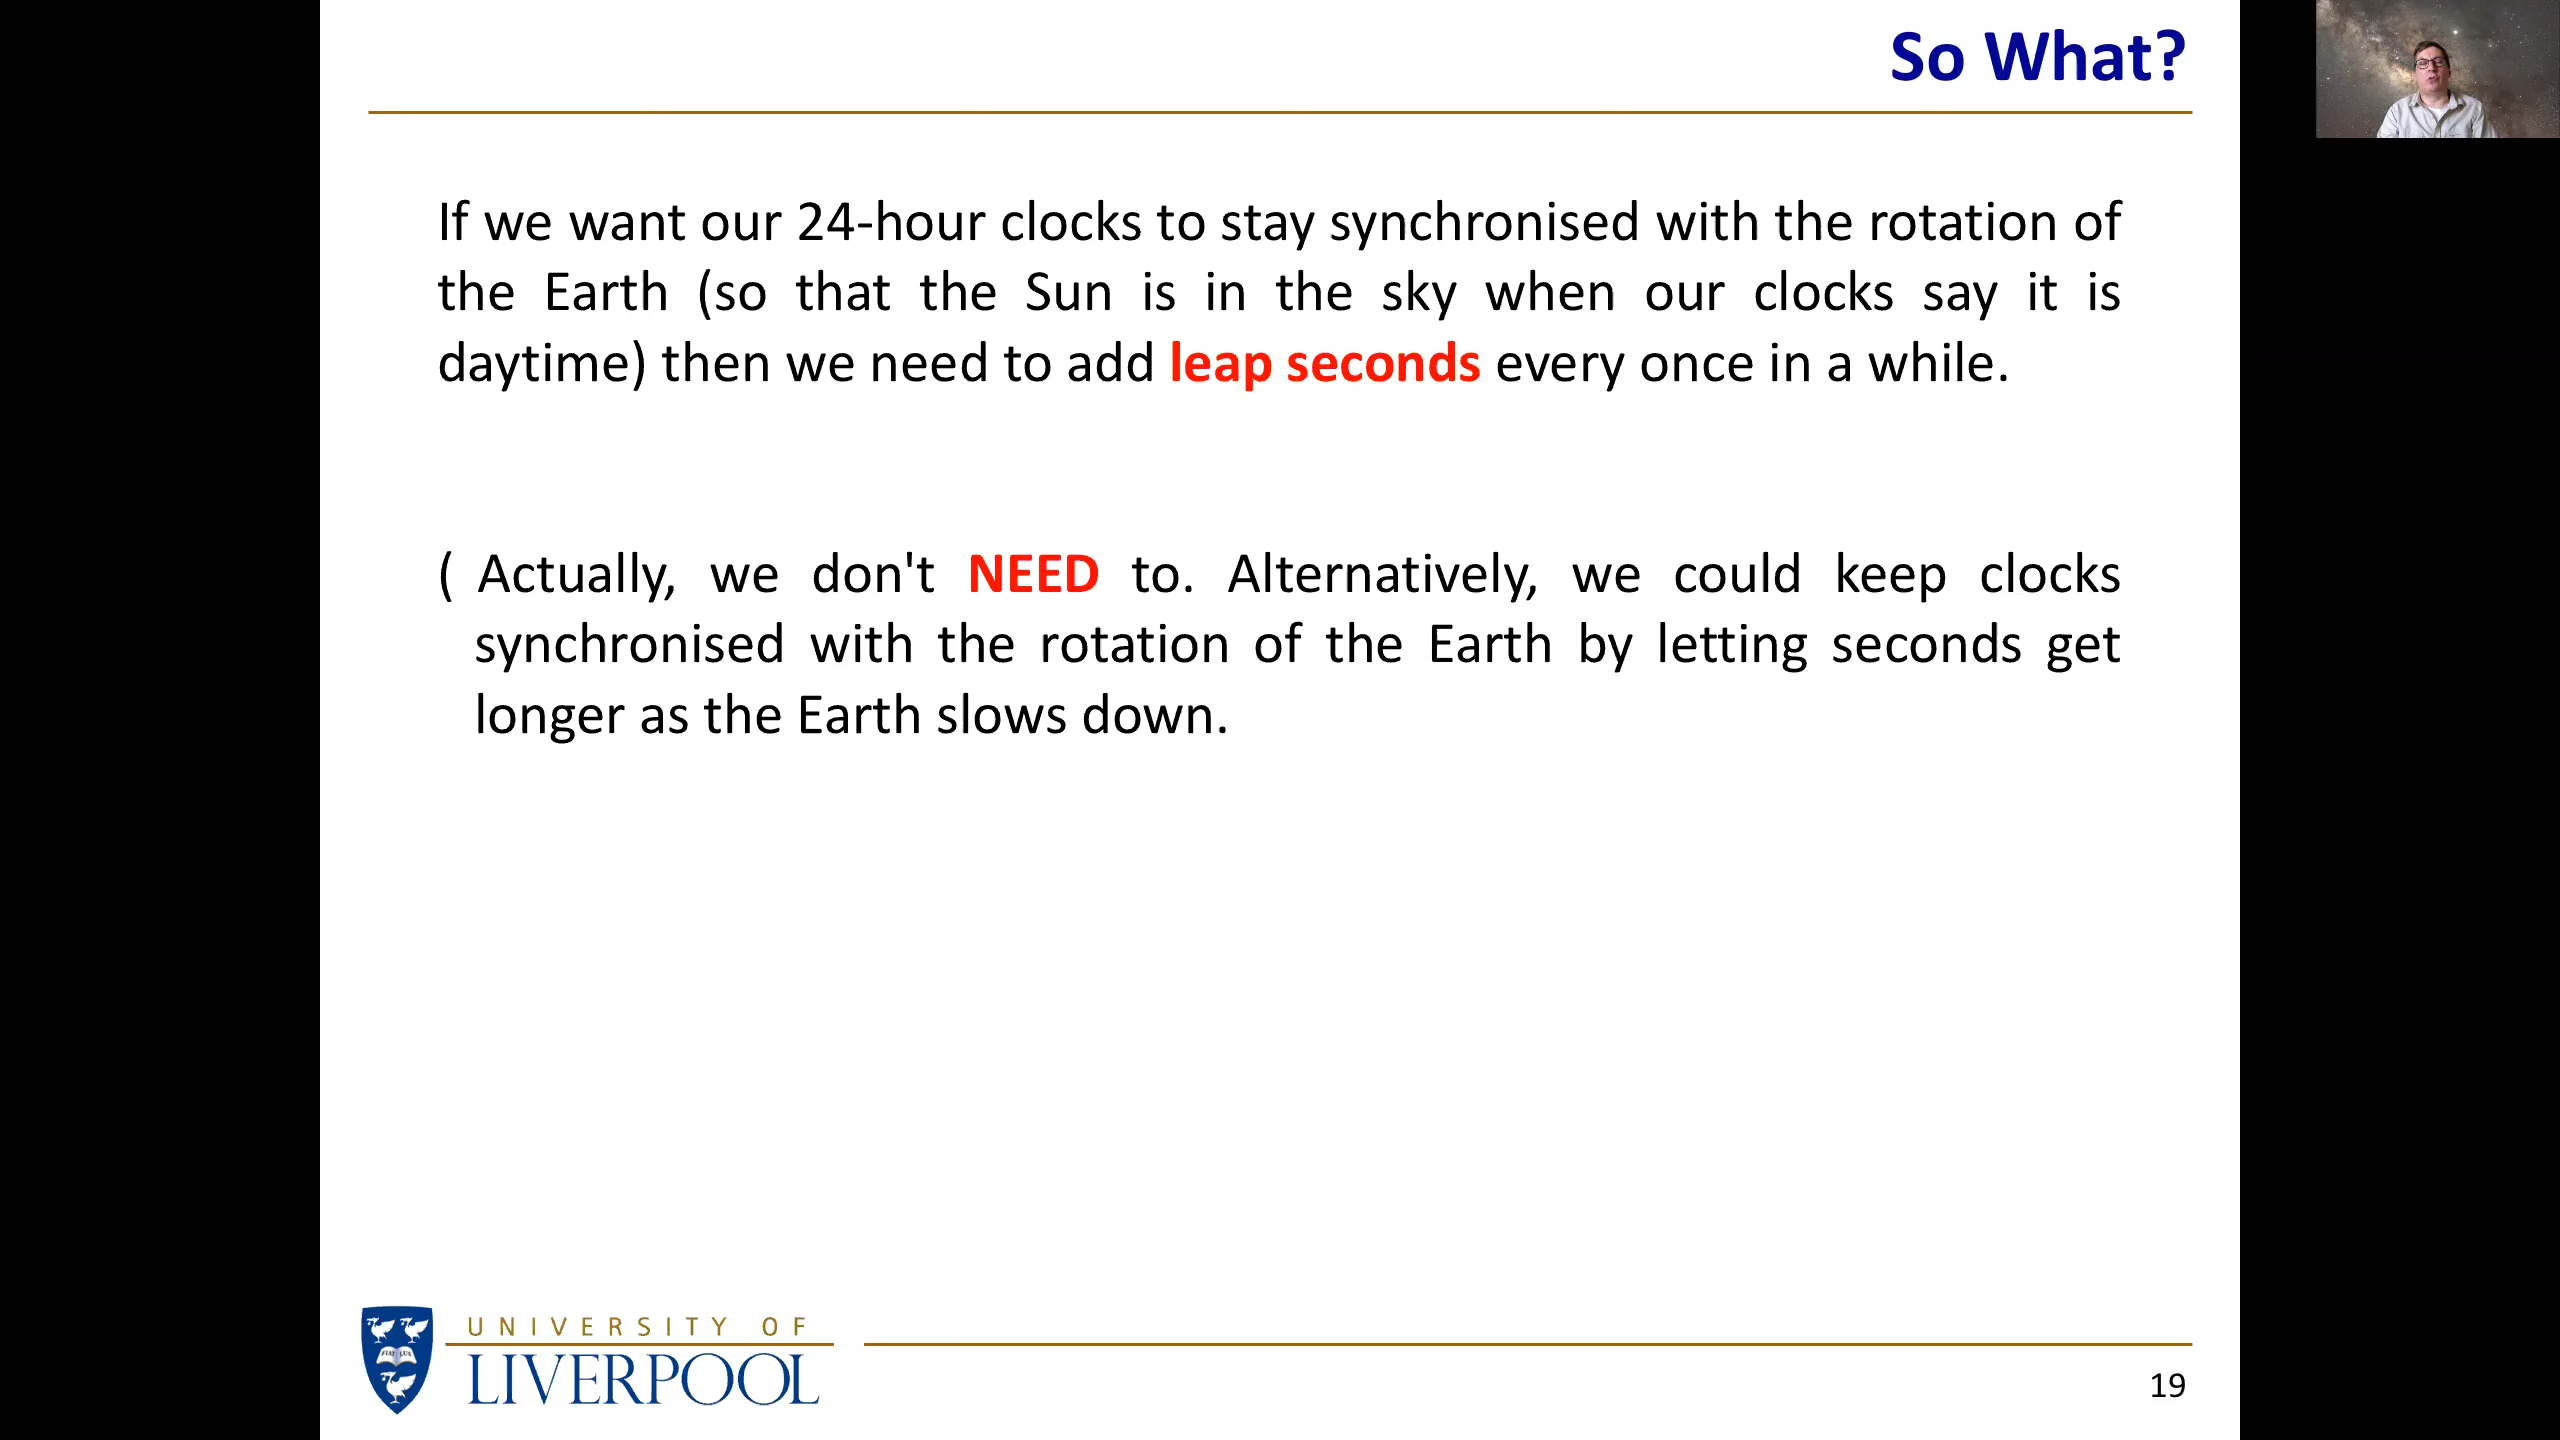 So What?
If we want our 24-hour clocks to stay synchronised with the rotation of
the Earth (so that the Sun is in the sky when our clocks say it is
daytime) then we need to add leap seconds every once in a while.
( Actually, we don't NEED to. Alternatively, we could keep clocks
synchronised with the rotation of the Earth by letting seconds get
longer as the Earth slows down.
FIAT LUX
UNIVERSITY OF
LIVERPOOL
19